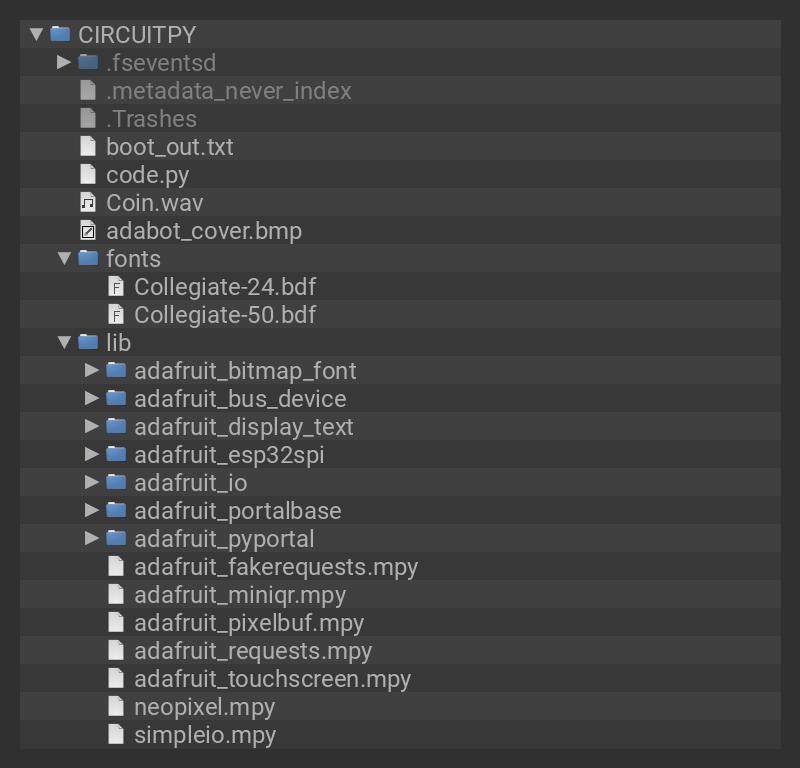 CIRCUITPY
.fseventsd
.metadata_never_index
.Trashes
boot_out.txt
code.py
Coin.wav
adabot_cover.bmp
fonts
Collegiate-24.bdf
Collegiate-50.bdf
lib
adafruit_bitmap_font
adafruit_bus_device
adafruit_display_text
adafruit_esp32spi
adafruit_io
adafruit_portalbase
adafruit_pyportal
adafruit_fakerequests.mpy
adafruit_miniqr.mpy
adafruit_pixelbuf.mpy
adafruit_requests.mpy
adafruit_touchscreen.mpy
neopixel.mpy
simpleio.mpy